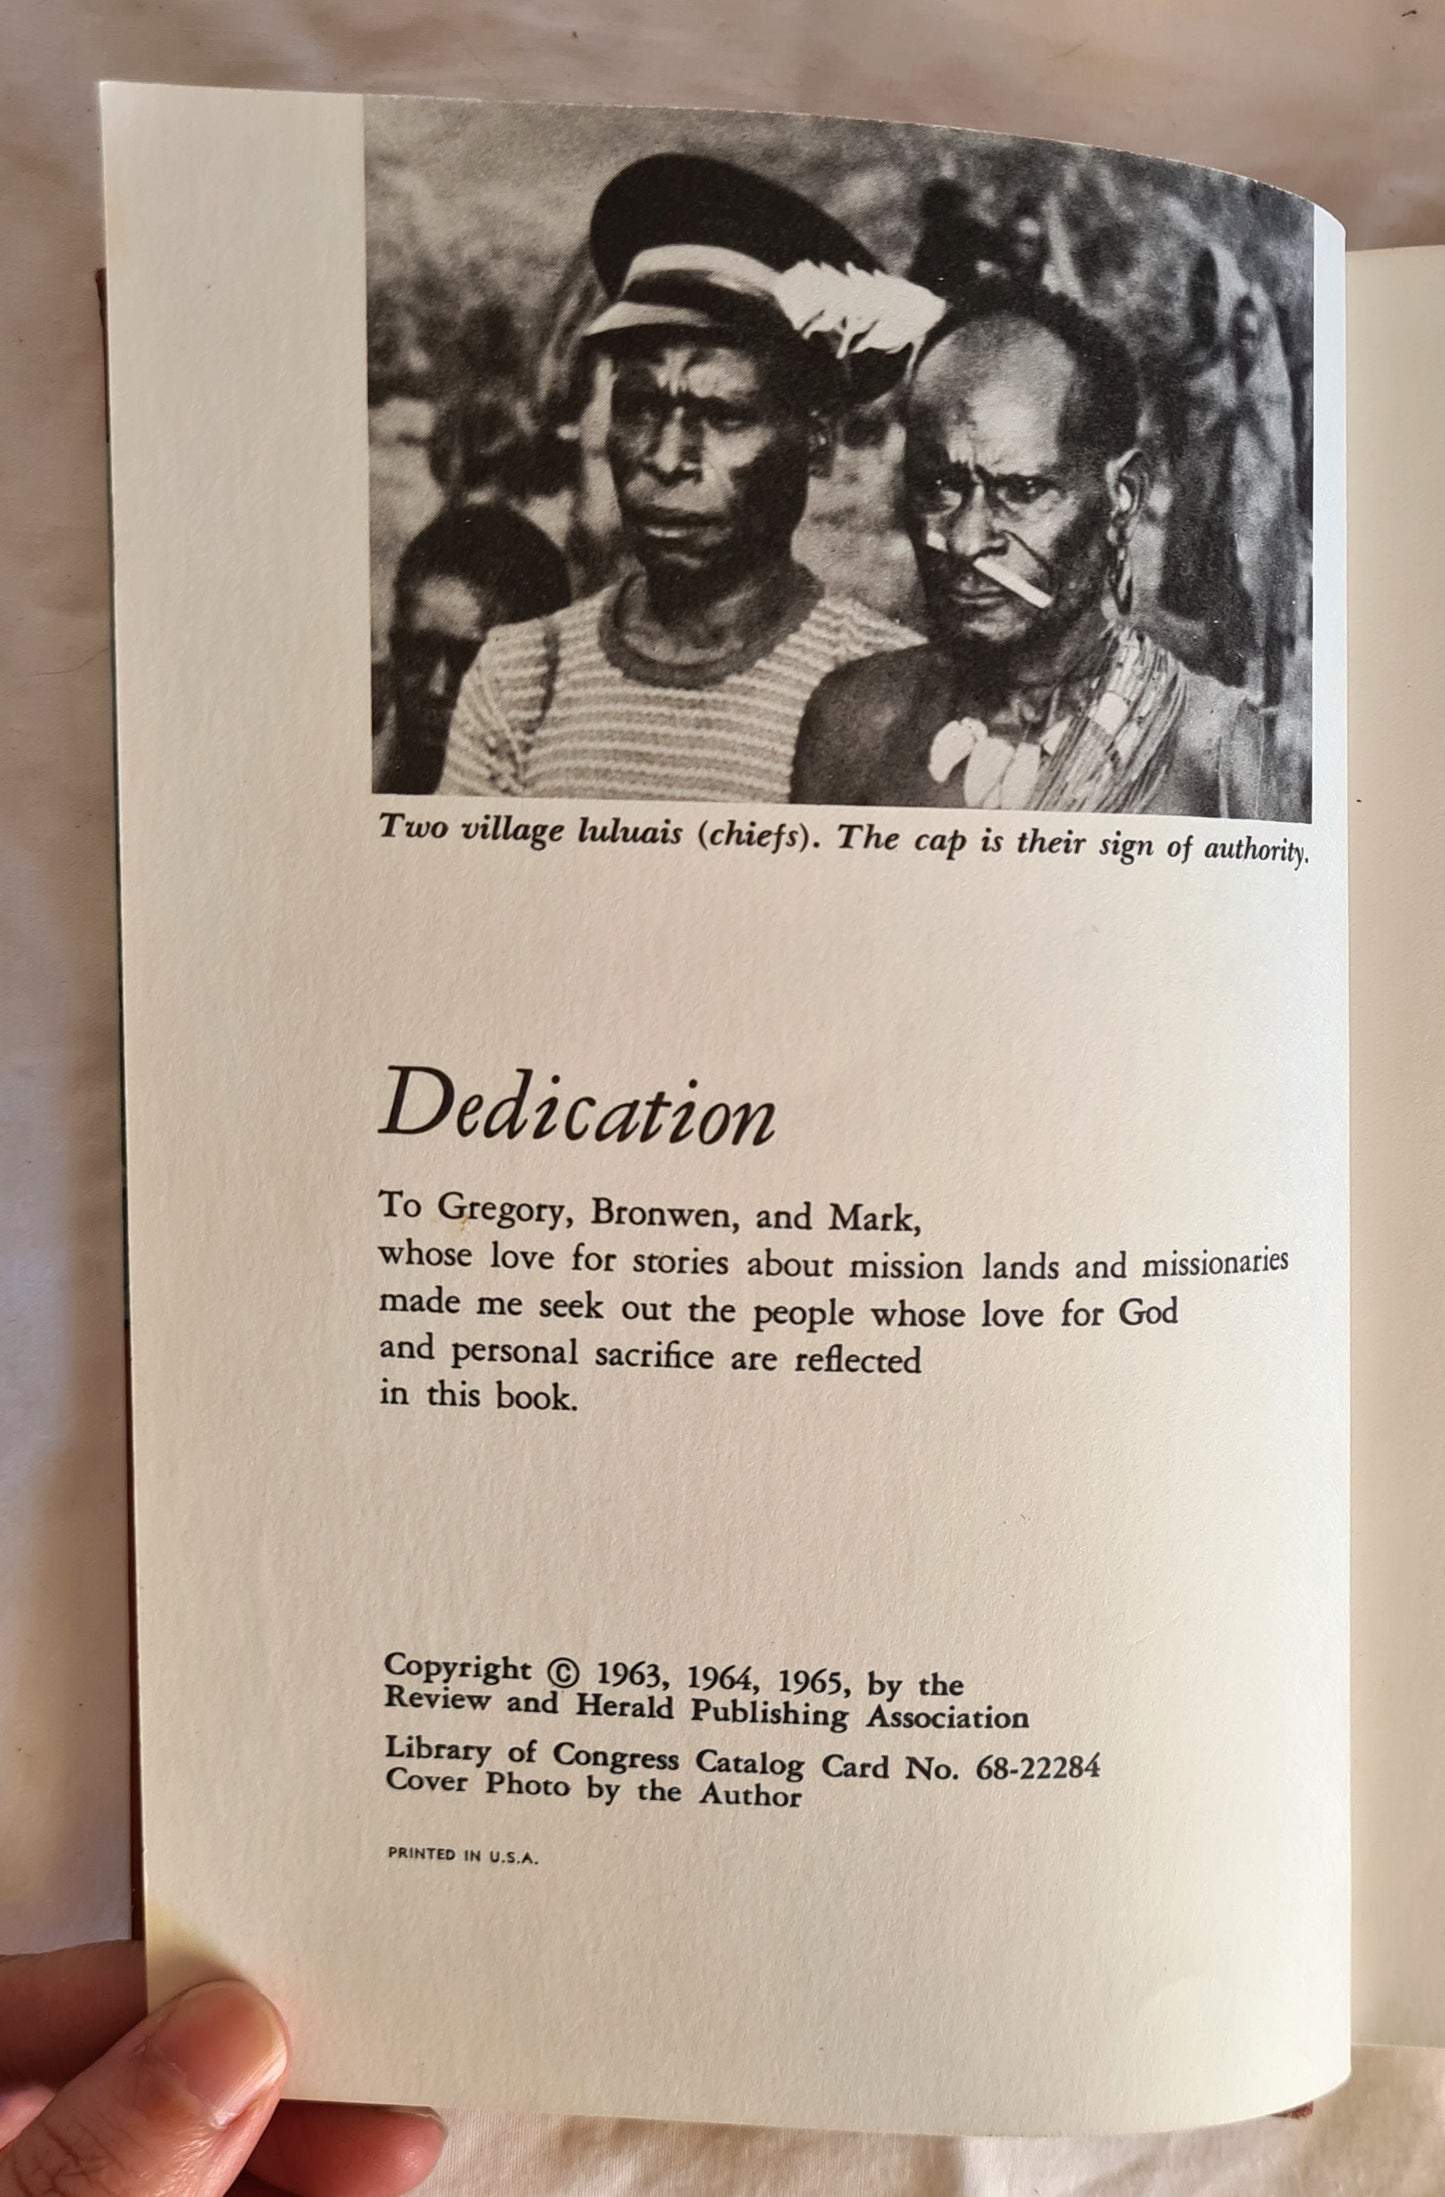 Two village luluais (chiefs). The cap is their sign of authority.
Dedication
To Gregory, Bronwen, and Mark,
whose love for stories about mission lands and missionaries
made me seek out the people whose love for God
and personal sacrifice are reflected
in this book.
Copyright © 1963, 1964, 1965, by the
Review and Herald Publishing Association
Library of Congress Catalog Card No. 68-22284
Cover Photo by the Author
PRINTED IN U.S.A.